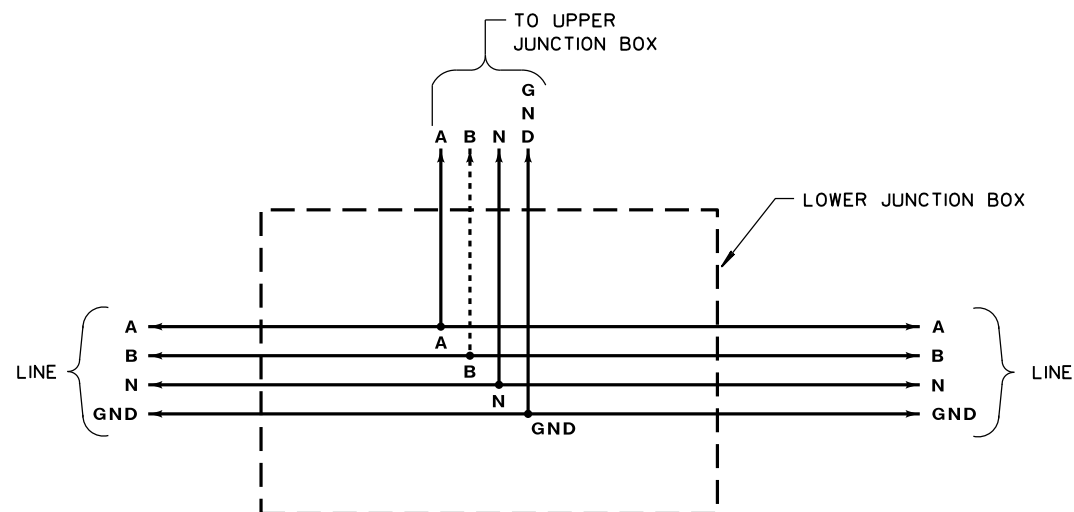 TO UPPER
JUNCTION BOX
G
N
A B N D
LOWER JUNCTION BOX
A
B
N
GND
LINE
A
B
N
GND
A
B
N
GND
LINE